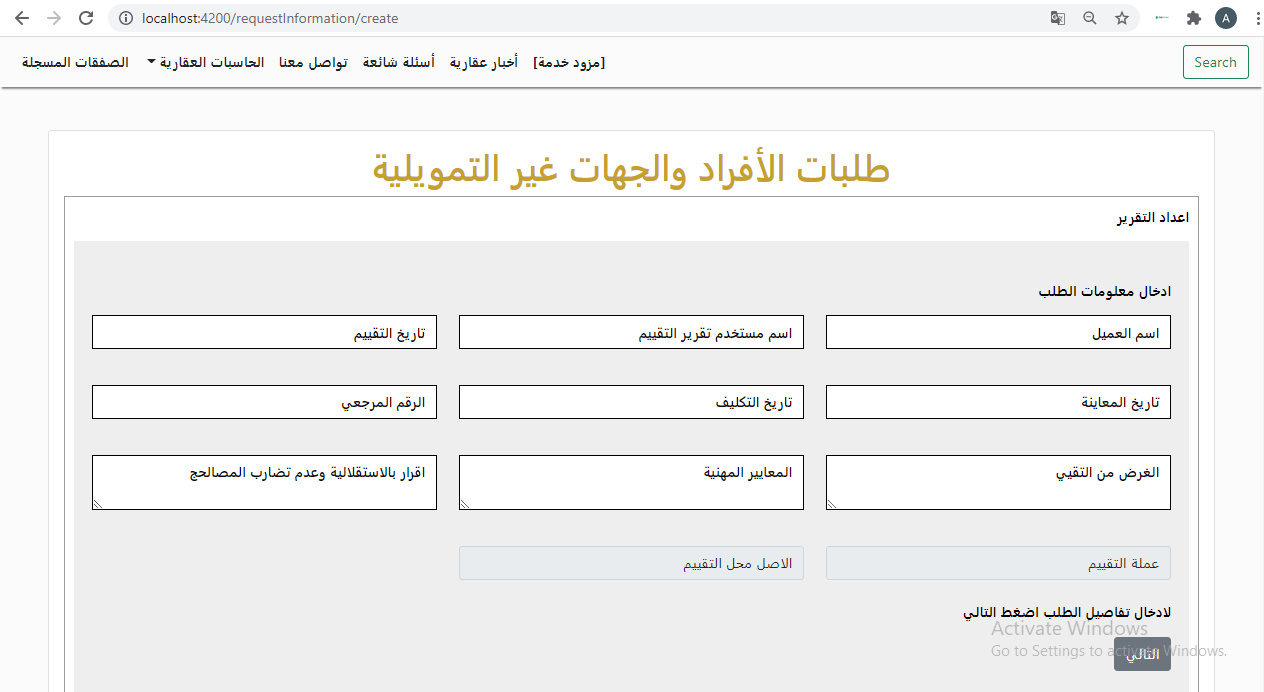 localhost:4200/requestInformation/create
A
[مزود خدمة] أخبار عقارية أسئلة شائعة تواصل معنا الحاسبات العقارية الصفقات المسجلة
Search
طلبات الأفراد والجهات غير التمويلية
اعداد التقرير
ادخال معلومات الطلب
اسم العميل اسم مستخدم تقرير التقييم تاريخ التقييم
تاريخ المعاينة تاريخ التكليف الرقم المرجعي
الغرض من التقيي المعايير المهنية اقرار بالاستقلالية وعدم تضارب المصالحج
عملة التقييم الاصل محل التقييم
لادخال تفاصيل الطلب اضغط التالي
Activate Windows
Go to Settings to activate Windows.
التالي